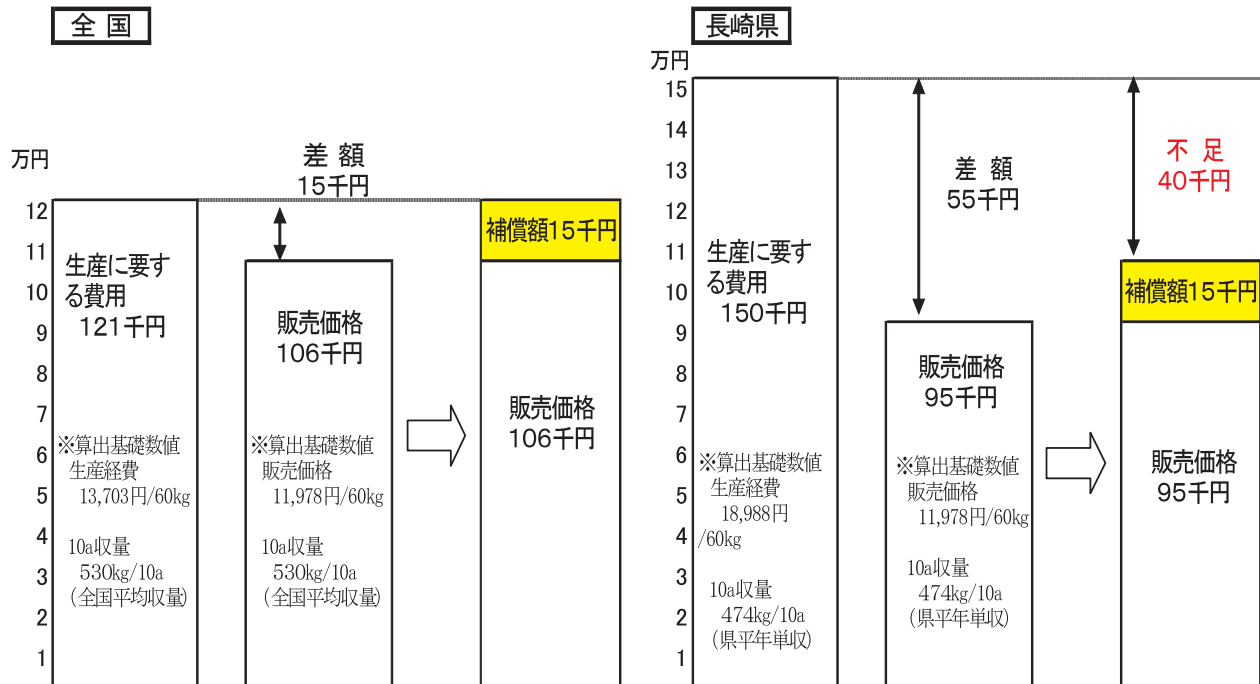 全 国
万円
12
11
10
9
8
7
6
5
4
3
2
1
差 額
15千円
生産に要す
る費用
121千円
※算出基礎数値
生産経費
13,703円/60kg
10a収量
530kg/10a
(全国平均収量)
販売価格
106千円
※算出基礎数値
販売価格
11,978円/60kg
10a収量
530kg/10a
(全国平均収量)
補償額15千円
販売価格
106千円
長崎県
万円
15
14
13
12
11
10
9
8
7
6
5
4
3
2
1
生産に要す
る費用
150千円
※算出基礎数値
生産経費
18,988円
/60kg
10a収量
474kg/10a
(県平年単収)
差 額
55千円
販売価格
95千円
※算出基礎数値
販売価格
11,978円/60kg
10a収量
474kg/10a
(県平年単収)
不 足
40千円
補償額15千円
販売価格
95千円